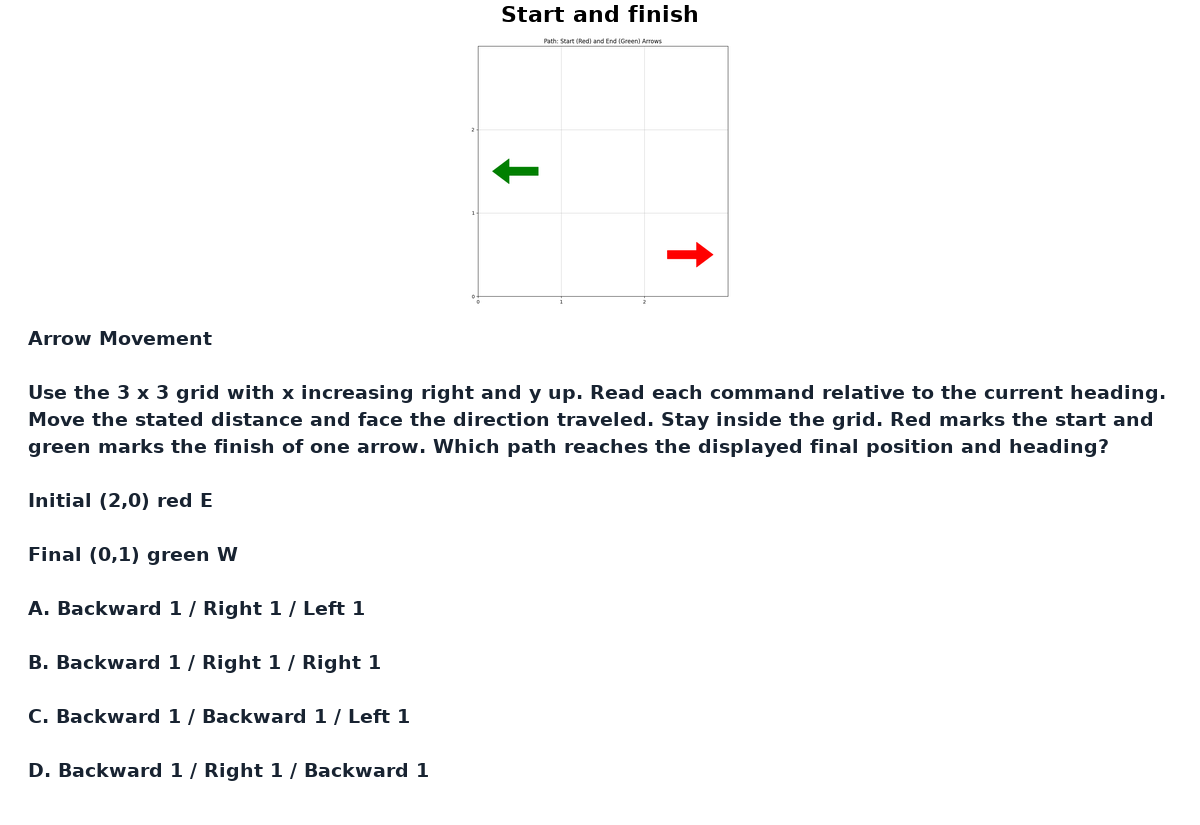 Start and finish
Path: Start (Red) and End (Green) Arrows
2
1
0
0 1 2
Arrow Movement
Use the 3 x 3 grid with x increasing right and y up. Read each command relative to the current heading.
Move the stated distance and face the direction traveled. Stay inside the grid. Red marks the start and
green marks the finish of one arrow. Which path reaches the displayed final position and heading?
Initial (2,0) red E
Final (0,1) green W
A. Backward 1 / Right 1 / Left 1
B. Backward 1 / Right 1 / Right 1
C. Backward 1 / Backward 1 / Left 1
D. Backward 1 / Right 1 / Backward 1